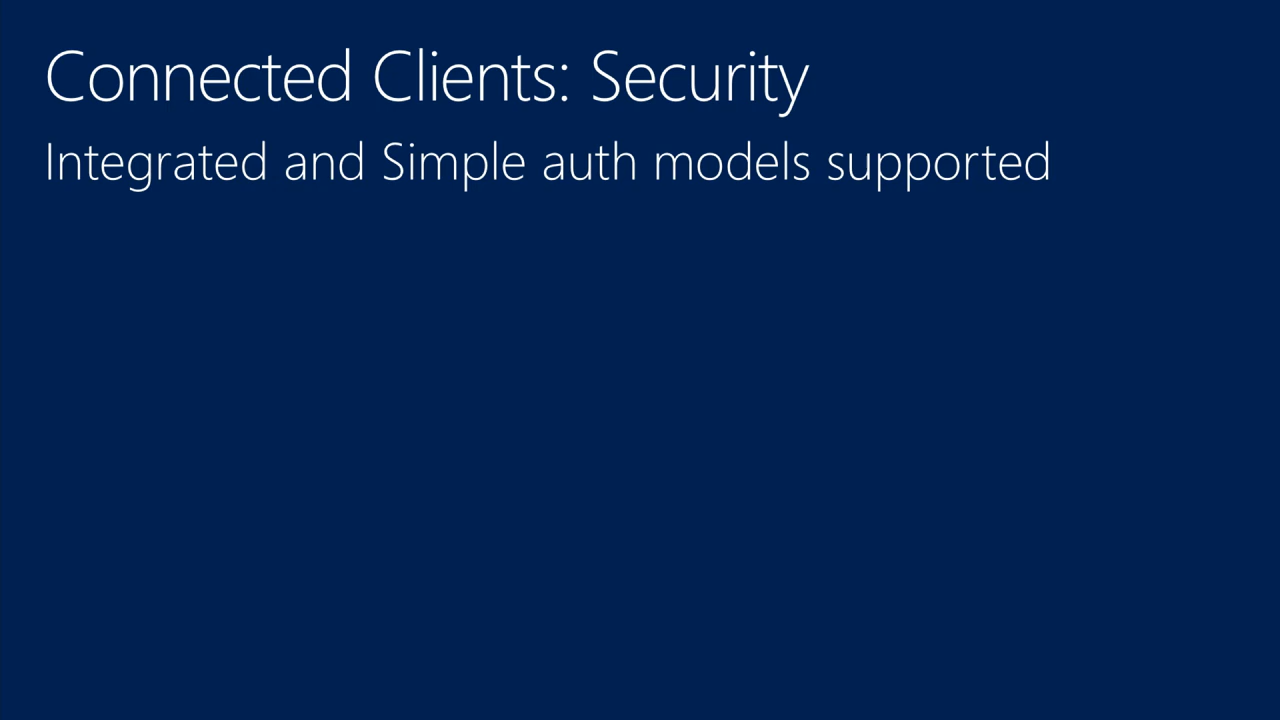 Connected Clients: Security
Integrated and Simple auth models supported